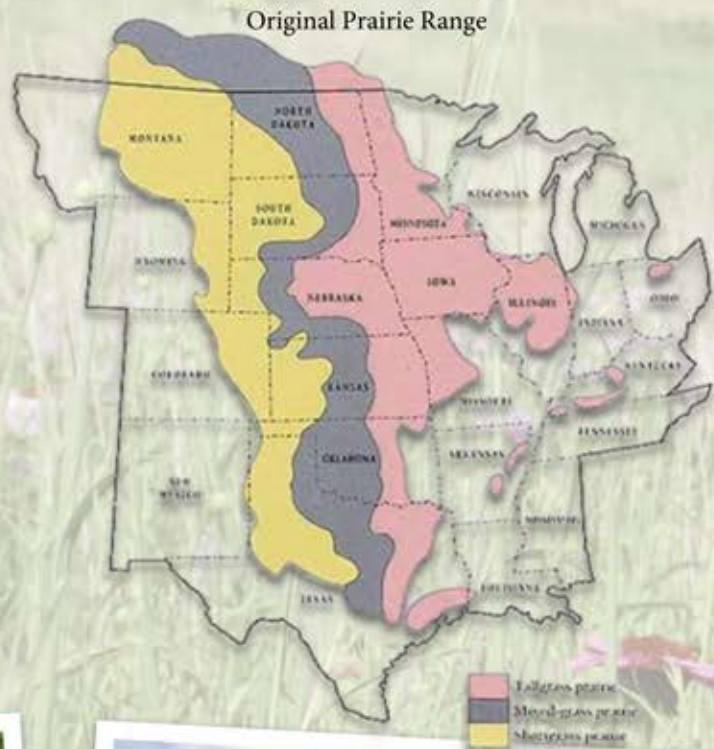 Original Prairie Range
MONTANA
NORTH
DAKOTA
SOUTH
DAKOTA
MINNESOTA
WISCONSIN
MICHIGAN
WYOMING
NEBRASKA
IOWA
ILLINOIS
INDIANA
OHIO
COLORADO
KANSAS
MISSOURI
KENTUCKY
TENNESSEE
NEW
MEXICO
OKLAHOMA
ARKANSAS
MISSISSIPPI
TEXAS
LOUISIANA
Tallgrass prairie
Mixed-grass prairie
Shortgrass prairie